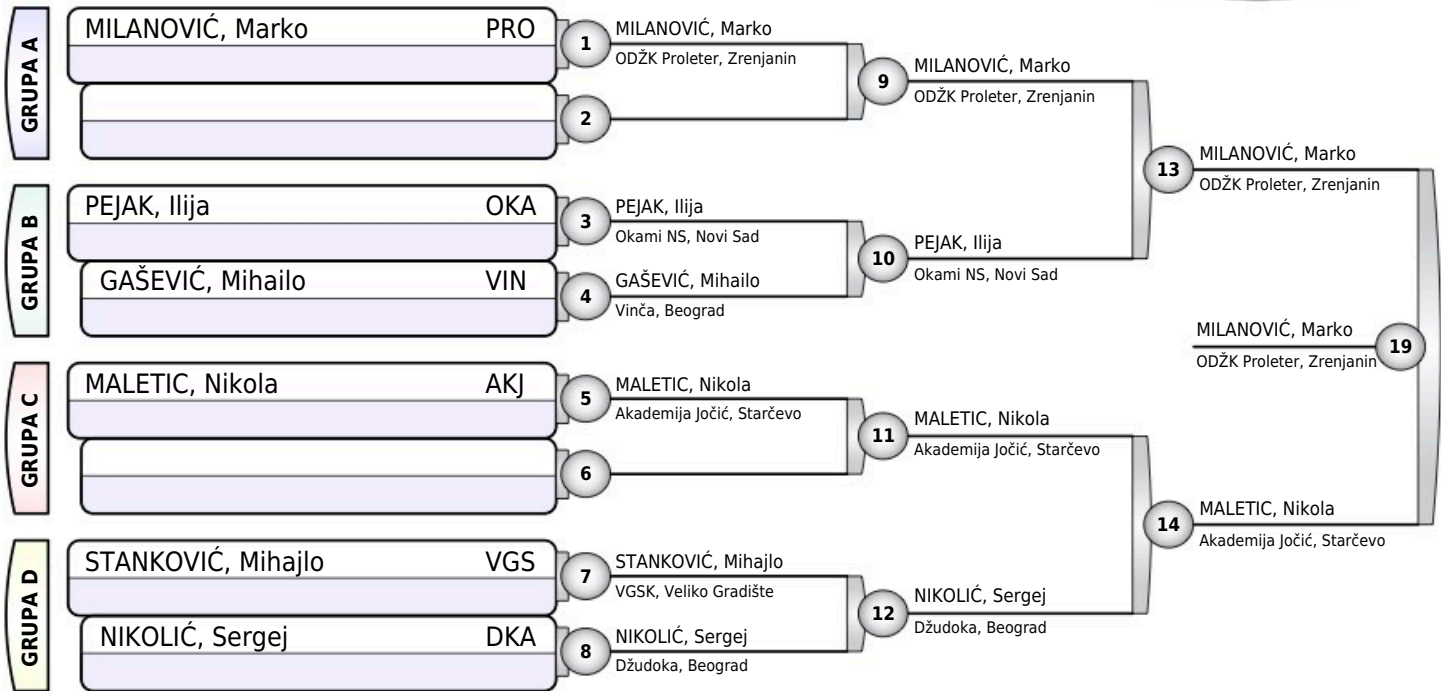 GRUPA A
MILANOVIĆ, Marko PRO
1
MILANOVIĆ, Marko
ODŽK Proleter, Zrenjanin
2
9
MILANOVIĆ, Marko
ODŽK Proleter, Zrenjanin
GRUPA B
PEJAK, Ilija OKA
3
PEJAK, Ilija
Okami NS, Novi Sad
GAŠEVIĆ, Mihailo VIN
4
GAŠEVIĆ, Mihailo
Vinča, Beograd
10
PEJAK, Ilija
Okami NS, Novi Sad
13
MILANOVIĆ, Marko
ODŽK Proleter, Zrenjanin
GRUPA C
MALETIC, Nikola AKJ
5
MALETIC, Nikola
Akademija Jočić, Starčevo
6
11
MALETIC, Nikola
Akademija Jočić, Starčevo
GRUPA D
STANKOVIĆ, Mihajlo VGS
7
STANKOVIĆ, Mihajlo
VGSK, Veliko Gradište
NIKOLIĆ, Sergej DKA
8
NIKOLIĆ, Sergej
Džudoka, Beograd
12
NIKOLIĆ, Sergej
Džudoka, Beograd
14
MALETIC, Nikola
Akademija Jočić, Starčevo
MILANOVIĆ, Marko
ODŽK Proleter, Zrenjanin
19